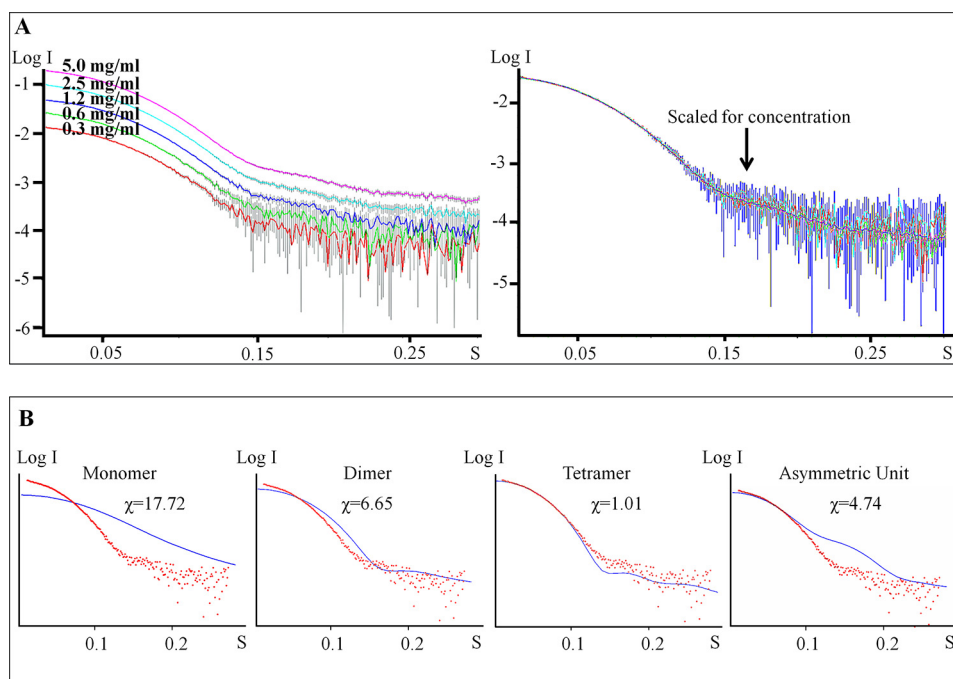 A
Log I
5.0 mg/ml
2.5 mg/ml
1.2 mg/ml
0.6 mg/ml
0.3 mg/ml
-1
-2
-3
-4
-5
-6
0.05 0.15 0.25 S
Log I
Scaled for concentration
-2
-3
-4
-5
0.05 0.15 0.25 S
B
Log I
Monomer
χ=17.72
0.1 0.2 S
Log I
Dimer
χ=6.65
0.1 0.2 S
Log I
Tetramer
χ=1.01
0.1 0.2 S
Log I
Asymmetric Unit
χ=4.74
0.1 0.2 S